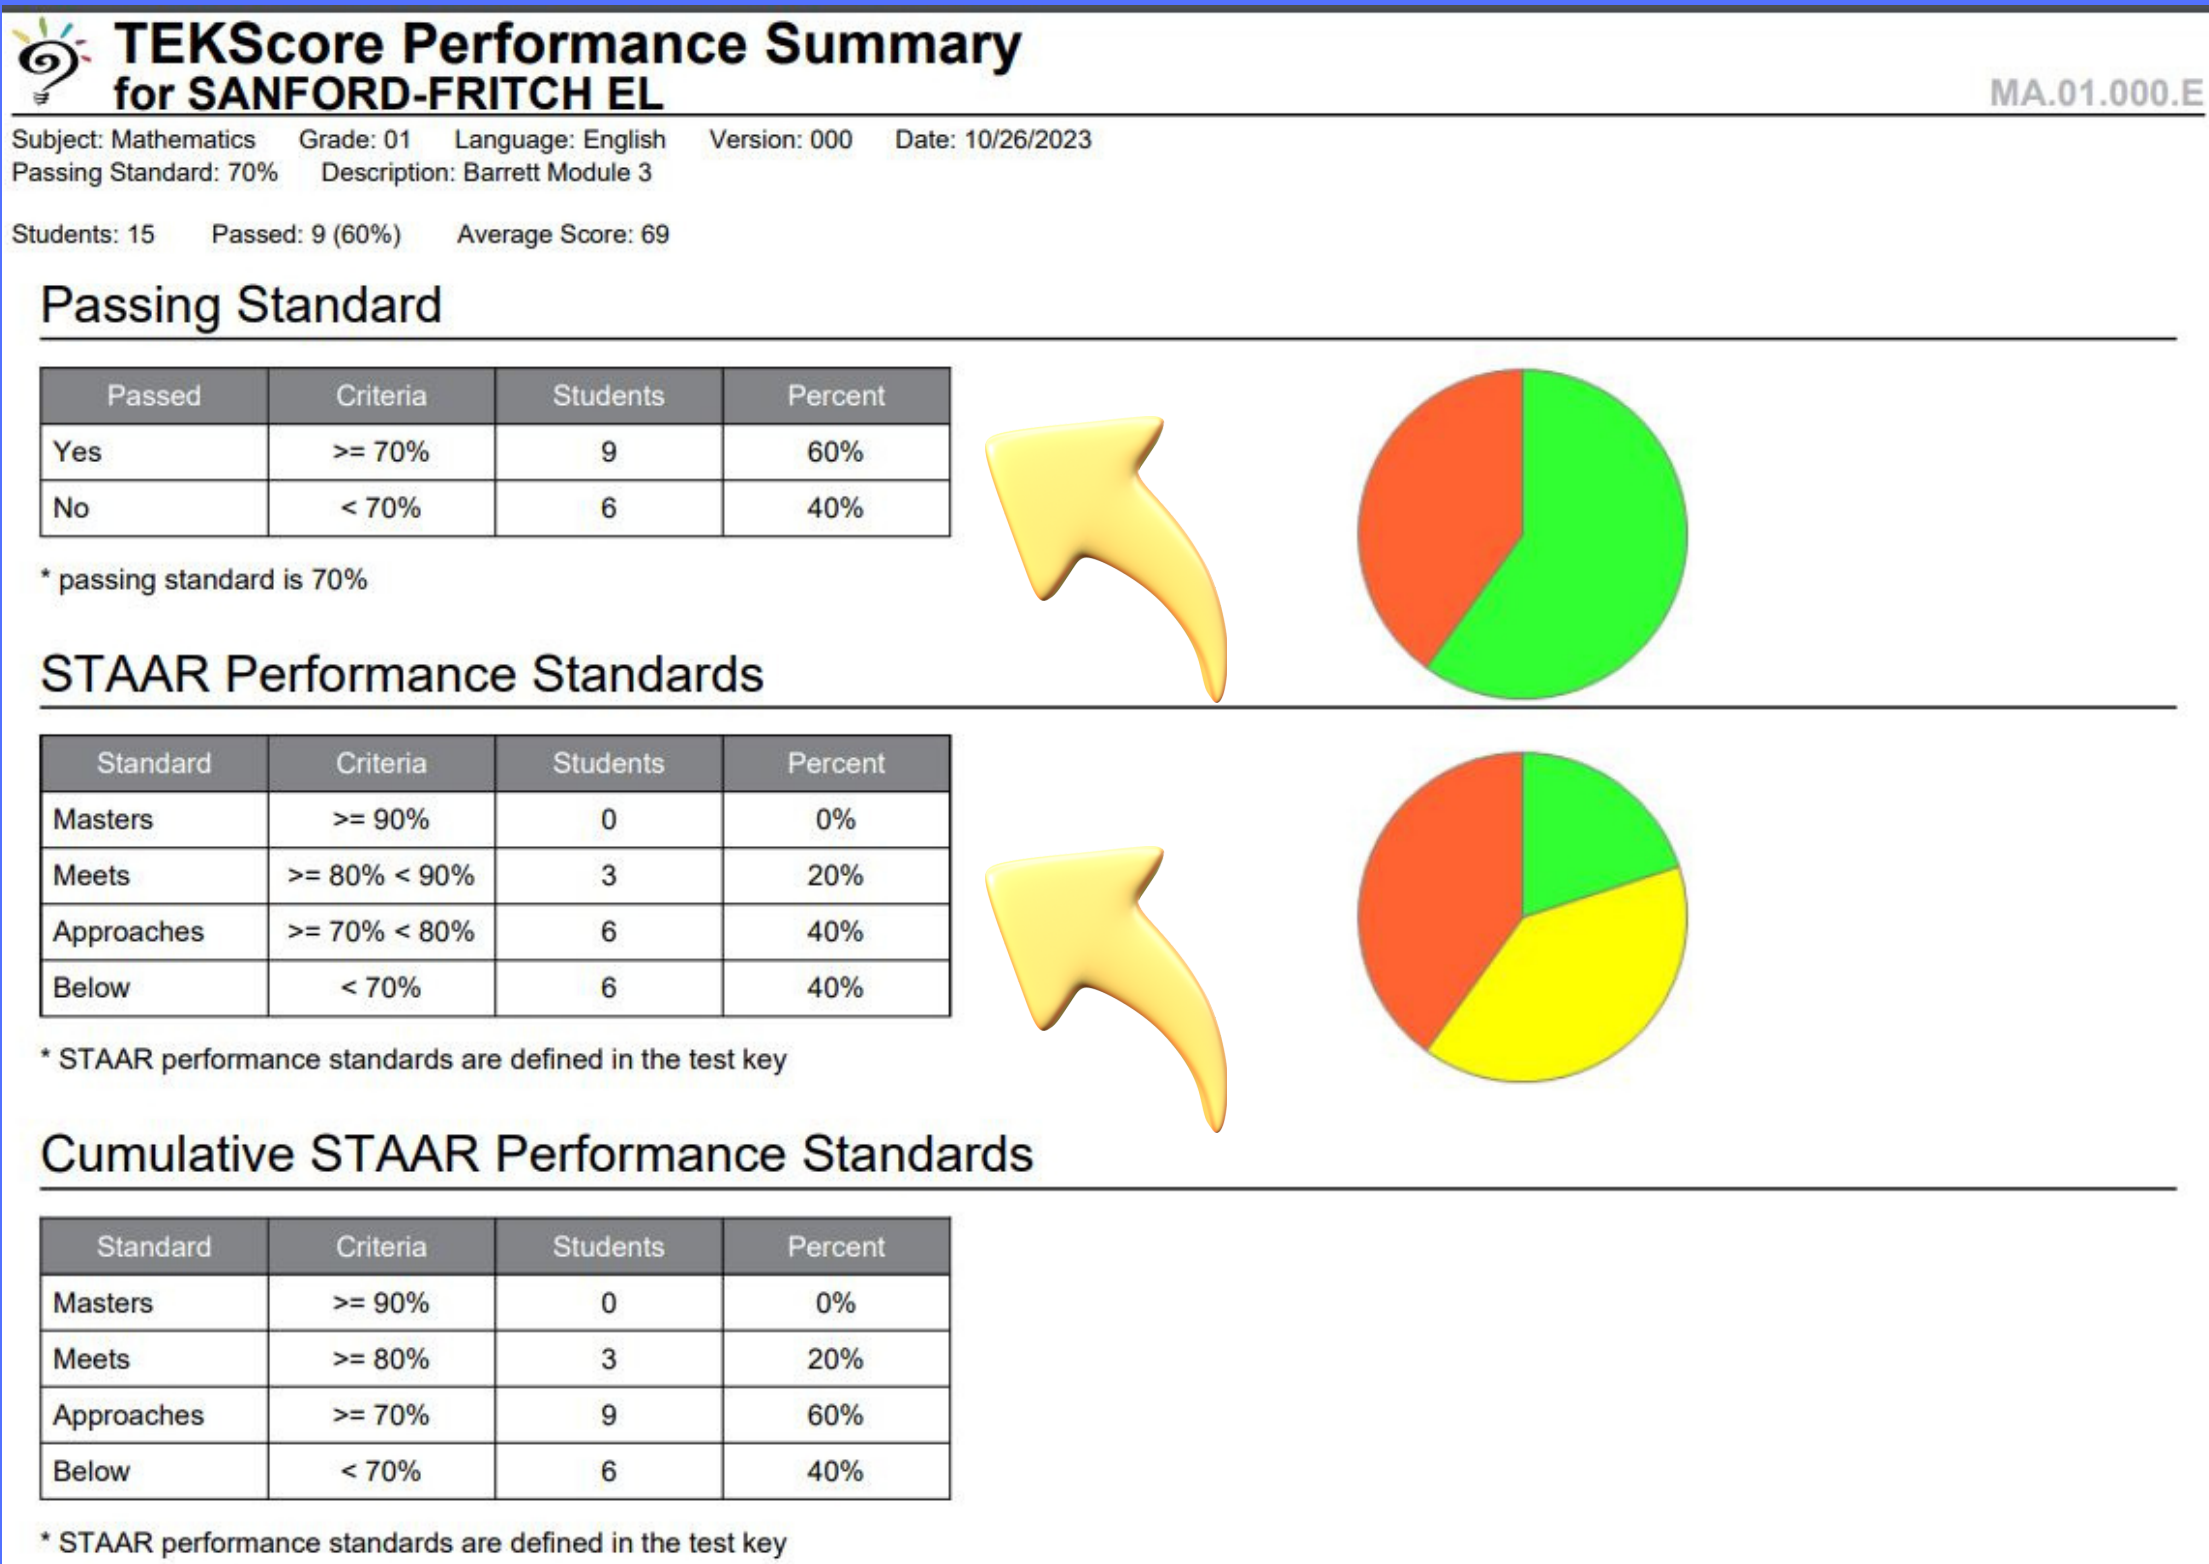 TEKScore Performance Summary
for SANFORD-FRITCH EL
MA.01.000.E
Subject: Mathematics Grade: 01 Language: English Version: 000 Date: 10/26/2023
Passing Standard: 70% Description: Barrett Module 3
Students: 15 Passed: 9 (60%) Average Score: 69
Passing Standard
Passed Criteria Students Percent
Yes >= 70% 9 60%
No < 70% 6 40%
* passing standard is 70%
STAAR Performance Standards
Standard Criteria Students Percent
Masters >= 90% 0 0%
Meets >= 80% < 90% 3 20%
Approaches >= 70% < 80% 6 40%
Below < 70% 6 40%
* STAAR performance standards are defined in the test key
Cumulative STAAR Performance Standards
Standard Criteria Students Percent
Masters >= 90% 0 0%
Meets >= 80% 3 20%
Approaches >= 70% 9 60%
Below < 70% 6 40%
* STAAR performance standards are defined in the test key